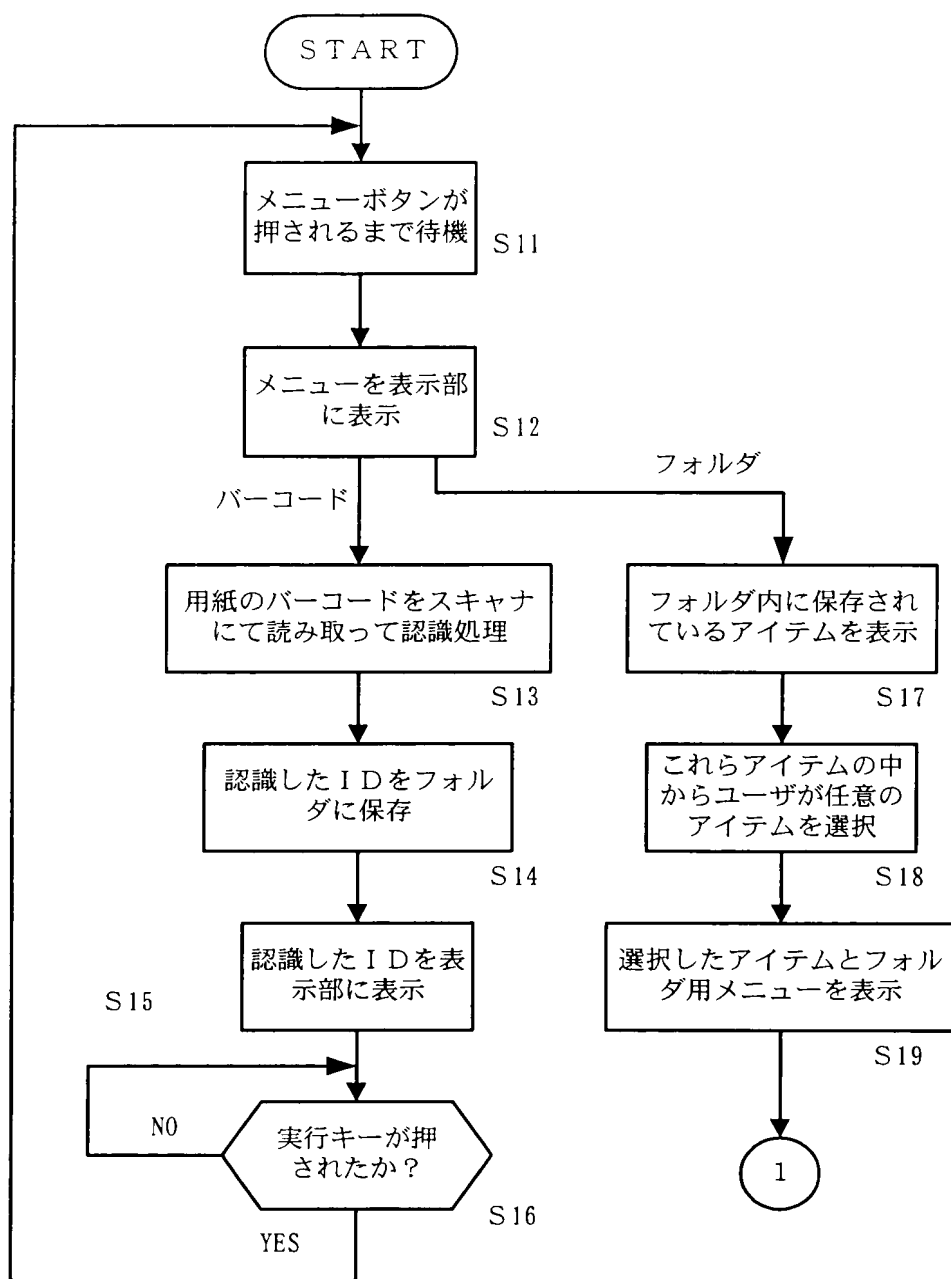 ＳＴＡＲＴ
メニューボタンが
押されるまで待機
Ｓ11
メニューを表示部
に表示
Ｓ12
バーコード
フォルダ
用紙のバーコードをスキャナ
にて読み取って認識処理
Ｓ13
認識したＩＤをフォル
ダに保存
Ｓ14
認識したＩＤを表
示部に表示
Ｓ15
実行キーが押
されたか？
Ｓ16
NO
YES
フォルダ内に保存され
ているアイテムを表示
Ｓ17
これらアイテムの中
からユーザが任意の
アイテムを選択
Ｓ18
選択したアイテムとフォル
ダ用メニューを表示
Ｓ19
1